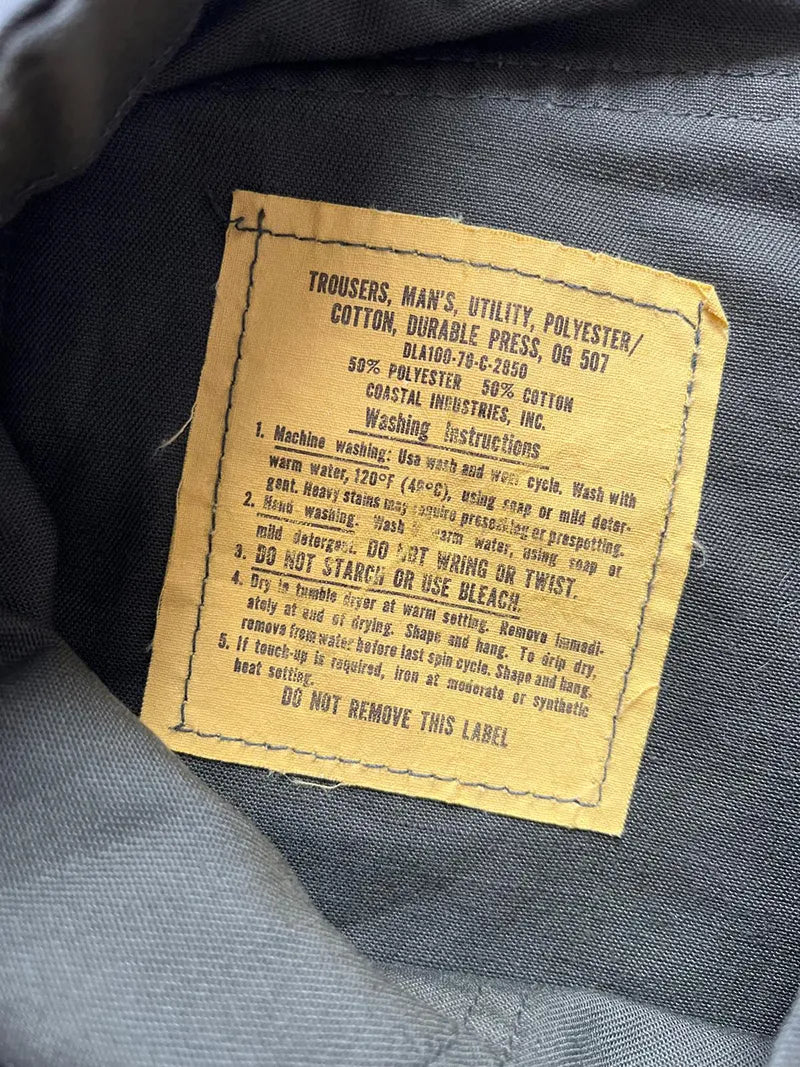 TROUSERS, MAN'S, UTILITY, POLYESTER/
COTTON, DURABLE PRESS, OG 507
DLA100-78-C-2850
50% POLYESTER 50% COTTON
COASTAL INDUSTRIES, INC.
Washing Instructions
1. Machine washing: Use wash and wear cycle. Wash with
warm water, 120°F (49°C), using soap or mild deter-
gent. Heavy stains may require presoaking or prespotting.
2. Hand washing. Wash warm water, using soap or
mild detergent. DO NOT WRING OR TWIST.
3. DO NOT STARCH OR USE BLEACH.
4. Dry in tumble dryer at warm setting. Remove immedi-
ately at end of drying. Shape and hang. To drip dry,
remove from water before last spin cycle. Shape and hang.
5. If touch-up is required, iron at moderate or synthetic
heat setting.
DO NOT REMOVE THIS LABEL